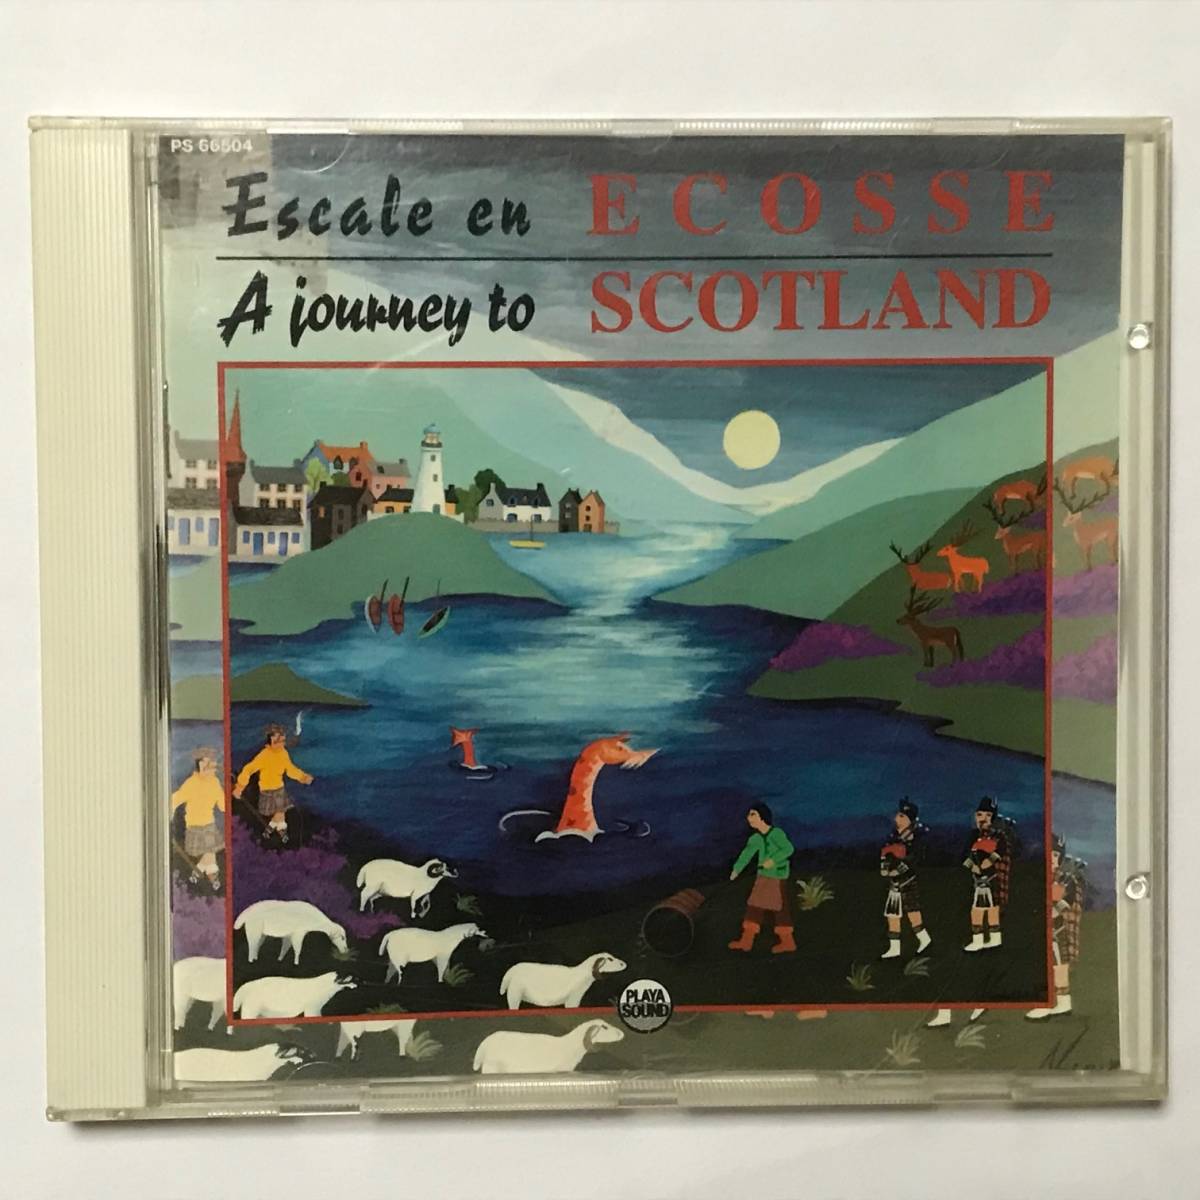 PS 66504
Escale en ECOSSE
A journey to SCOTLAND
PLAYA
SOUND